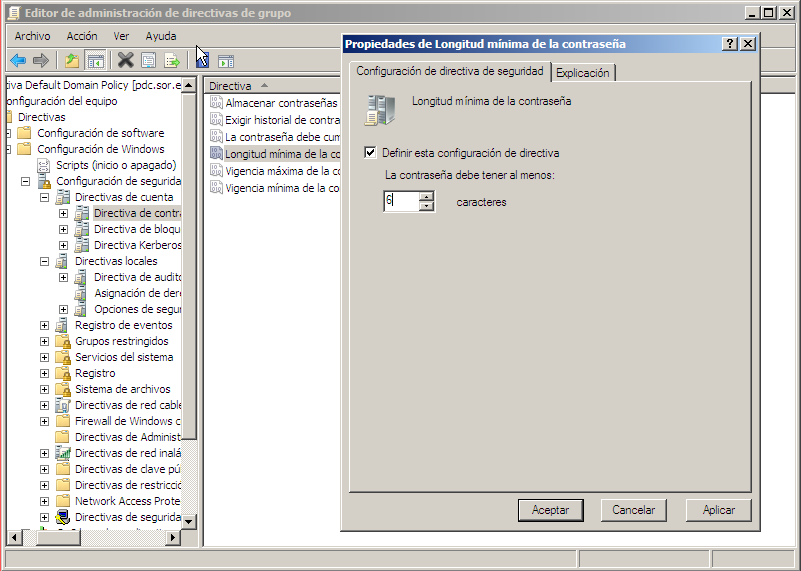 Editor de administración de directivas de grupo
Archivo Acción Ver Ayuda
tiva Default Domain Policy [pdc.sor.e
onfiguración del equipo
Directivas
Configuración de software
Configuración de Windows
Scripts (inicio o apagado)
Configuración de segurida
Directivas de cuenta
Directiva de contra
Directiva de bloqu
Directiva Kerberos
Directivas locales
Directiva de audito
Asignación de dere
Opciones de segur
Registro de eventos
Grupos restringidos
Servicios del sistema
Registro
Sistema de archivos
Directivas de red cable
Firewall de Windows c
Directivas de Administ
Directivas de red inalá
Directivas de clave pú
Directivas de restricció
Network Access Prote
Directivas de segurida
Directiva
Almacenar contraseñas
Exigir historial de contra
La contraseña debe cum
Longitud mínima de la co
Vigencia máxima de la co
Vigencia mínima de la co
Propiedades de Longitud mínima de la contraseña
Configuración de directiva de seguridad Explicación
Longitud mínima de la contraseña
Definir esta configuración de directiva
La contraseña debe tener al menos:
6 caracteres
Aceptar Cancelar Aplicar